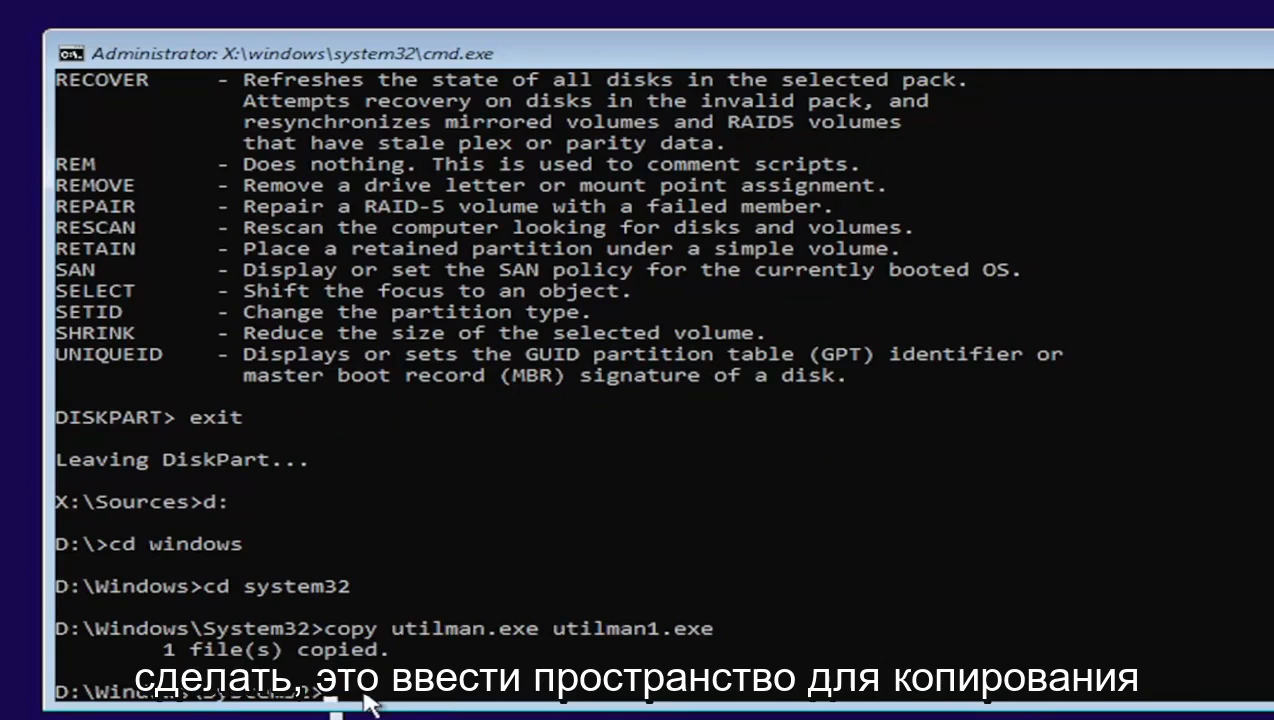 Administrator: X:\windows\system32\cmd.exe
RECOVER - Refreshes the state of all disks in the selected pack.
Attempts recovery on disks in the invalid pack, and
resynchronizes mirrored volumes and RAID5 volumes
that have stale plex or parity data.
REM - Does nothing. This is used to comment scripts.
REMOVE - Remove a drive letter or mount point assignment.
REPAIR - Repair a RAID-5 volume with a failed member.
RESCAN - Rescan the computer looking for disks and volumes.
RETAIN - Place a retained partition under a simple volume.
SAN - Display or set the SAN policy for the currently booted OS.
SELECT - Shift the focus to an object.
SETID - Change the partition type.
SHRINK - Reduce the size of the selected volume.
UNIQUEID - Displays or sets the GUID partition table (GPT) identifier or
master boot record (MBR) signature of a disk.
DISKPART> exit
Leaving DiskPart...
X:\Sources>d:
D:\>cd windows
D:\Windows>cd system32
D:\Windows\System32>copy utilman.exe utilman1.exe
1 file(s) copied.
D:\Windows\System32>
сделать, это ввести пространство для копирования